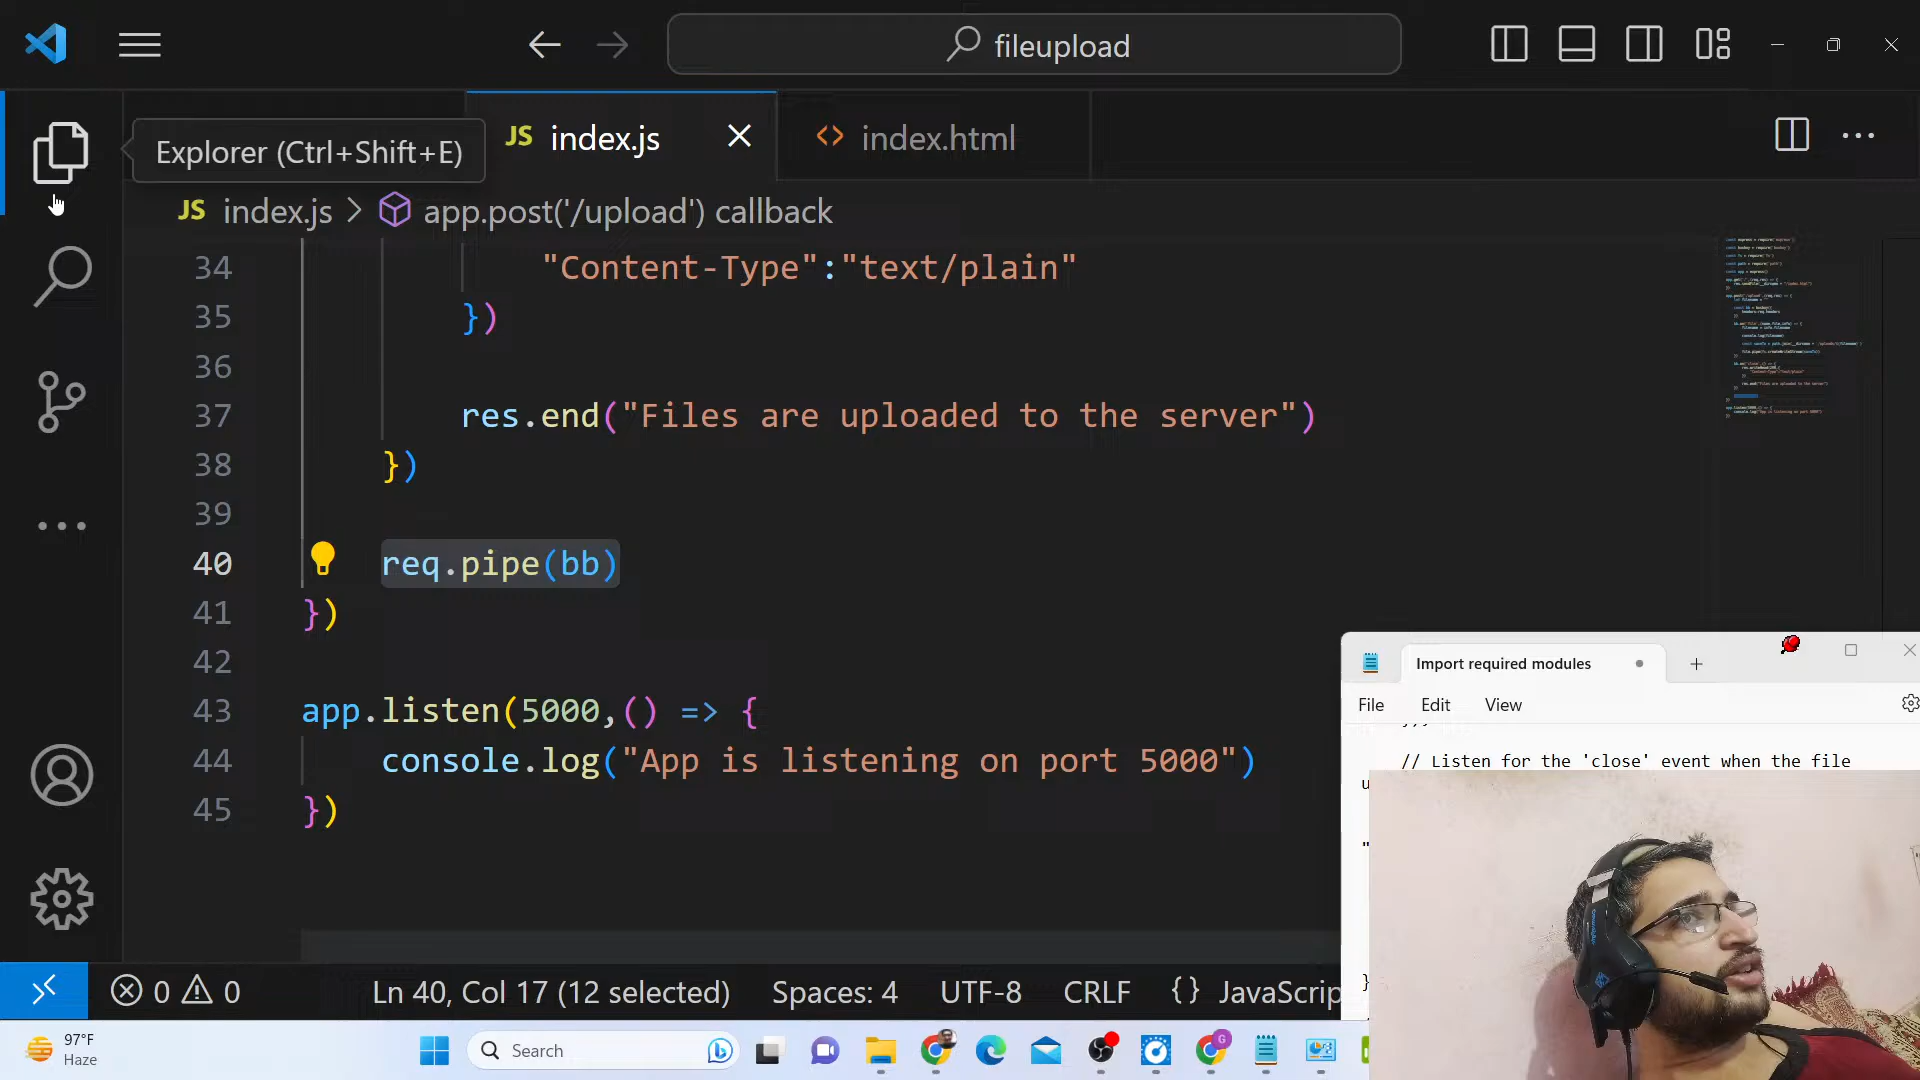 fileupload
Explorer (Ctrl+Shift+E)
JS index.js
<> index.html
JS index.js > app.post('/upload') callback
34 "Content-Type":"text/plain"
35 })
36
37 res.end("Files are uploaded to the server")
38 })
39
40 req.pipe(bb)
41 })
42
43 app.listen(5000,() => {
44 console.log("App is listening on port 5000")
45 })
Import required modules
File Edit View
// Listen for the 'close' event when the file
u
"
}
0 0 Ln 40, Col 17 (12 selected) Spaces: 4 UTF-8 CRLF {} JavaScrip
97°F
Haze
Search